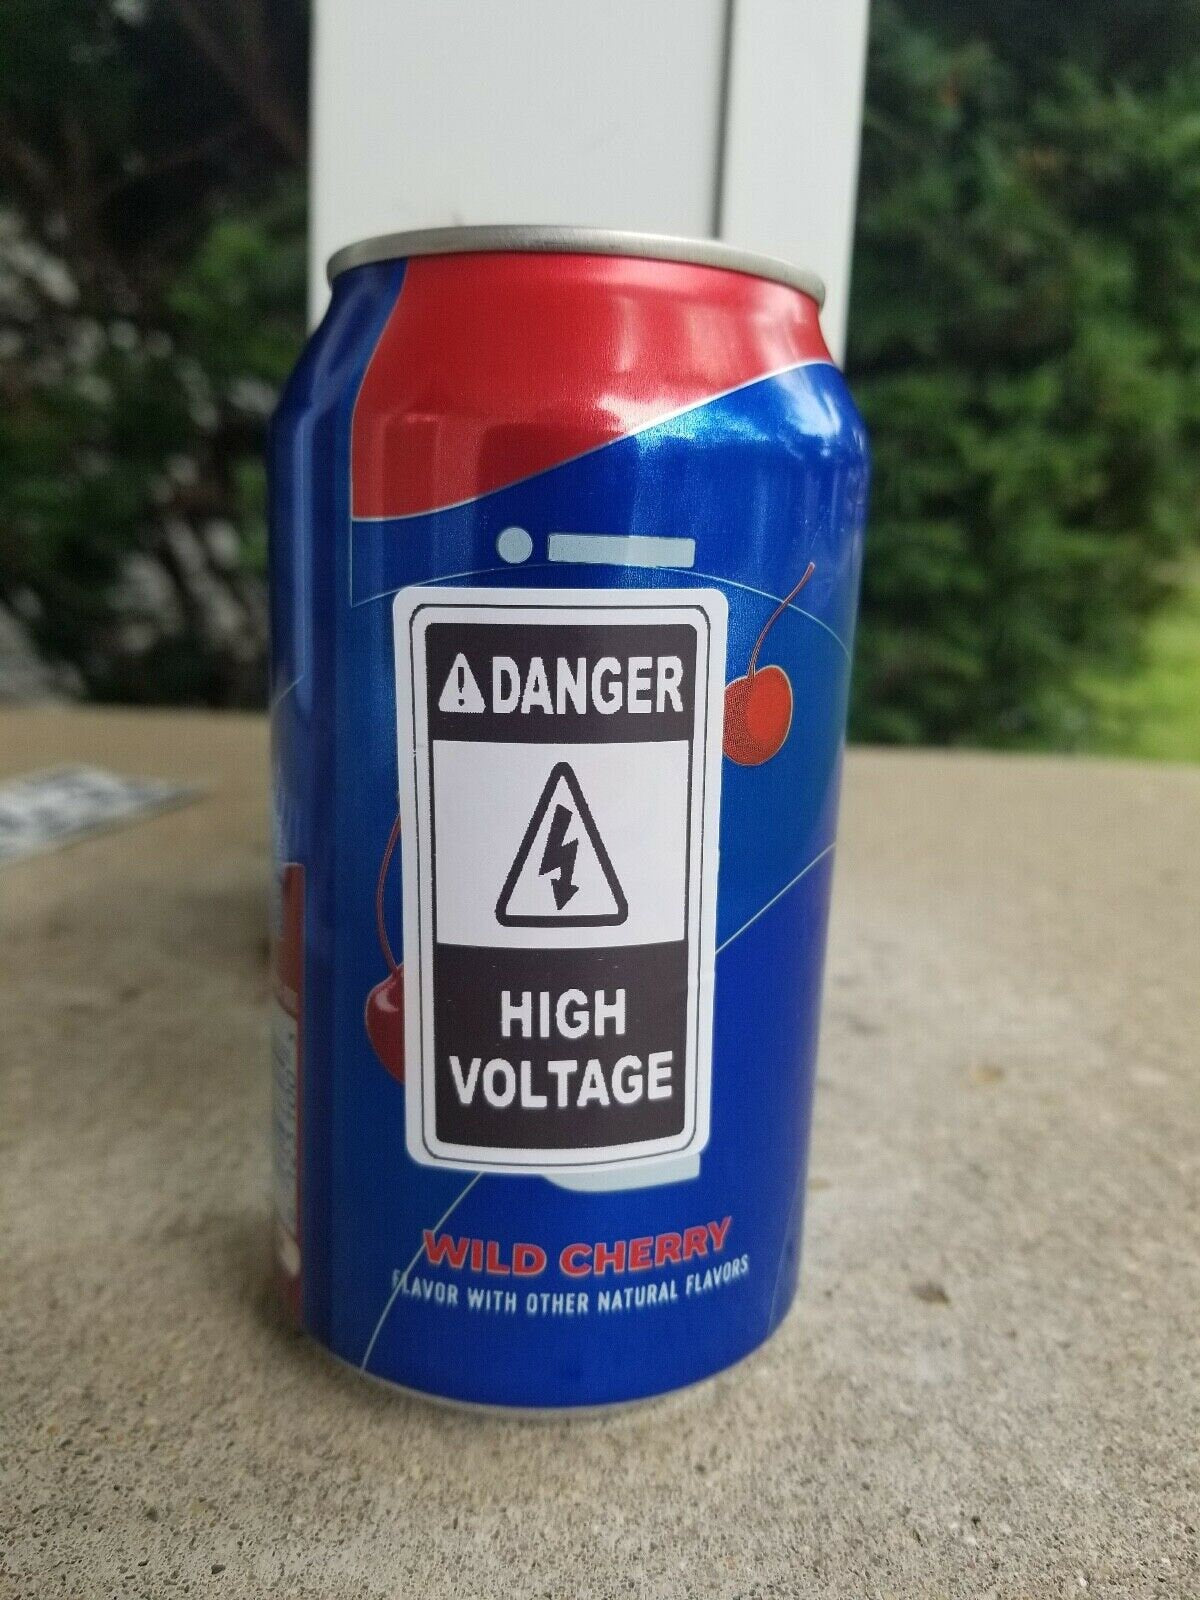 DANGER
HIGH
VOLTAGE
WILD CHERRY
FLAVOR WITH OTHER NATURAL FLAVORS